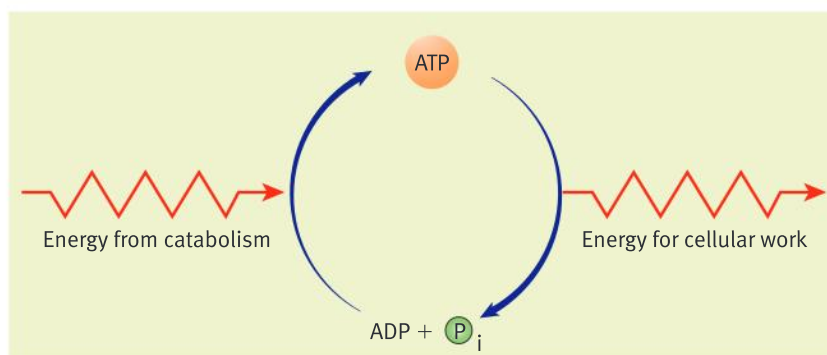 ATP
Energy from catabolism
Energy for cellular work
ADP + P i